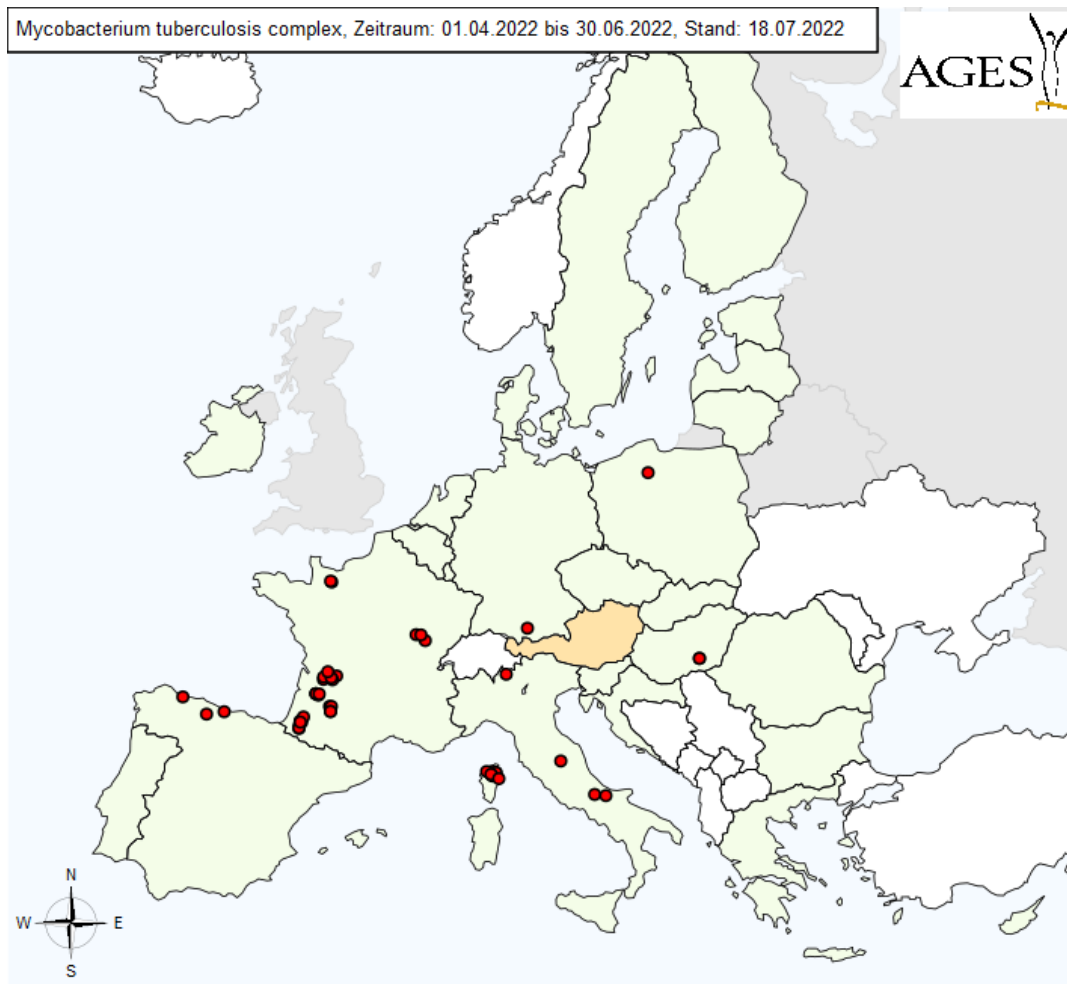 Mycobacterium tuberculosis complex, Zeitraum: 01.04.2022 bis 30.06.2022, Stand: 18.07.2022
AGES
N
W E
S